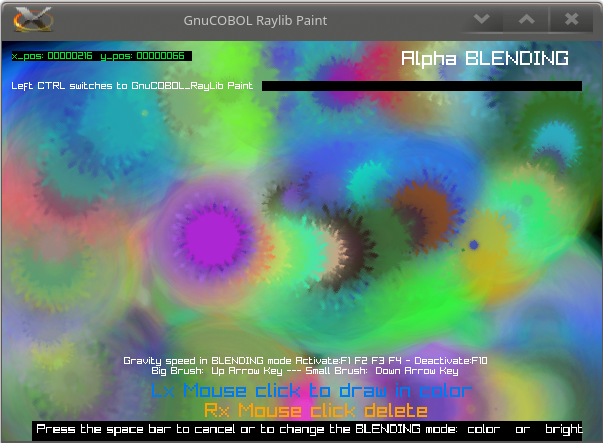 GnuCOBOL Raylib Paint
x_pos: 00000216 y_pos: 00000066
Alpha BLENDING
Left CTRL switches to GnuCOBOL_RayLib Paint
Gravity speed in BLENDING mode Activate:F1 F2 F3 F4 - Deactivate:F10
Big Brush: Up Arrow Key --- Small Brush: Down Arrow Key
Lx Mouse click to draw in color
Rx Mouse click delete
Press the space bar to cancel or to change the BLENDING mode: color or bright